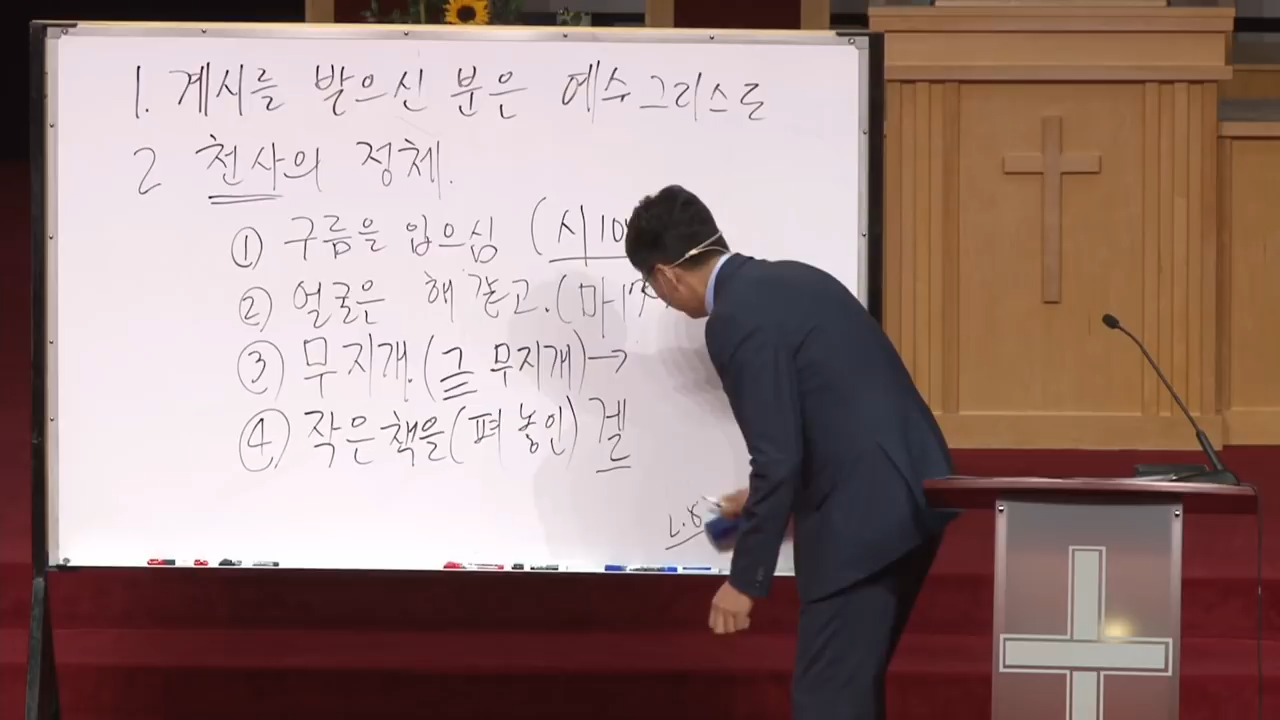 1. 계시를 받으신 분은 예수그리스도
2 천사의 정체.
① 구름을 입으심 (시10
② 얼굴은 해 같고.(마17
③ 무지개.(그 무지개)→
④ 작은책을(펴 놓인) 겔